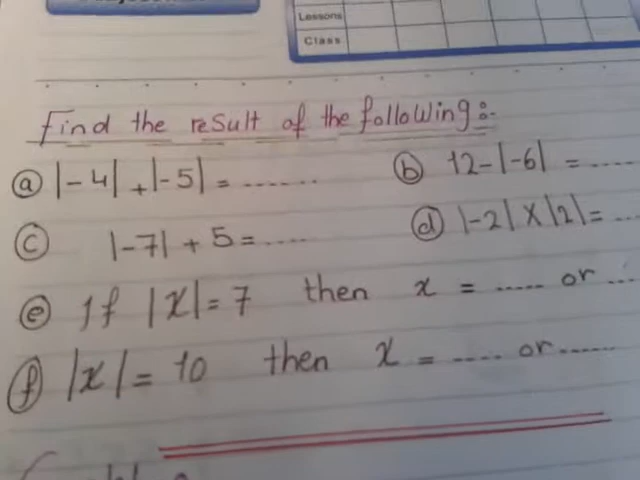 Lessons
Class
Find the result of the following:-
(a) |-4| + |-5| = ........
(b) 12-|-6| = .....
(c) |-7| + 5 = .....
(d) |-2| X |2| = ...
(e) If |x| = 7 then x = ..... or ...
(f) |x| = 10 then x = .... or ......